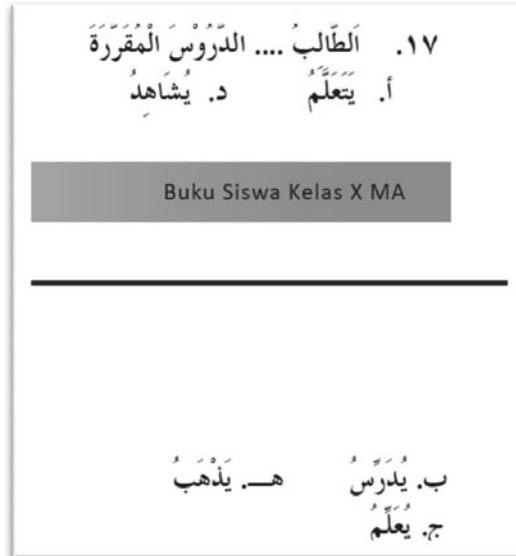 ١٧. اَلطَّالِبُ .... الدَّرُوْسَ الْمُقَرَّرَةَ
أ. يَتَعَلَّمُ د. يُشَاهِدُ
Buku Siswa Kelas X MA
ب. يُدَرِّسُ هـ. يَذْهَبُ
ج. يُعَلِّمُ